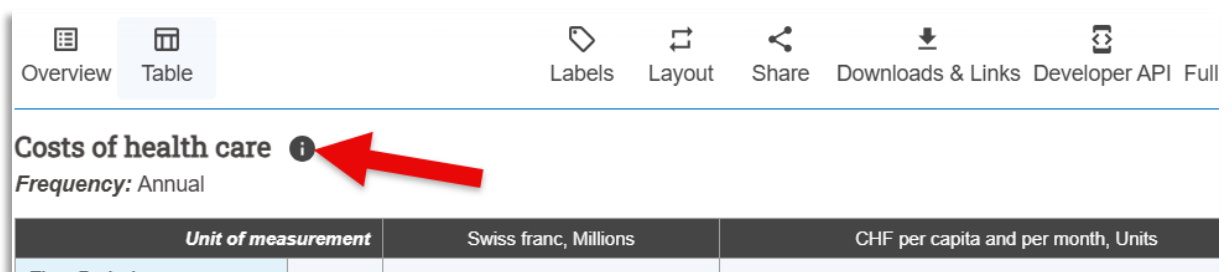 Overview Table Labels Layout Share Downloads & Links Developer API Full
Costs of health care
Frequency: Annual
Unit of measurement Swiss franc, Millions CHF per capita and per month, Units